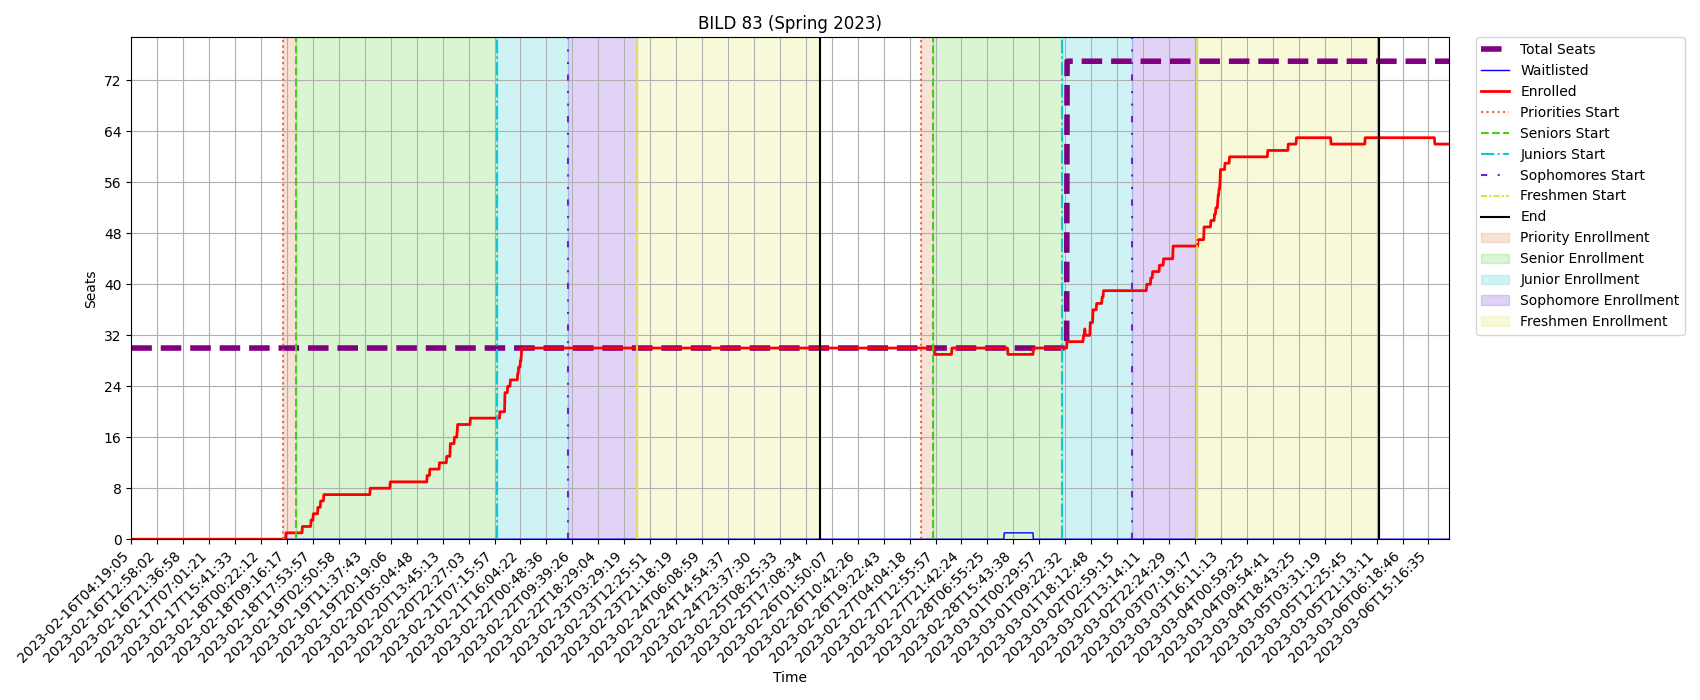 BILD 83 (Spring 2023)
Seats
72
64
56
48
40
32
24
16
8
0
2023-02-16T04:19:05
2023-02-16T12:58:02
2023-02-16T21:36:58
2023-02-17T07:01:21
2023-02-17T15:41:33
2023-02-18T00:22:12
2023-02-18T09:16:17
2023-02-18T17:53:57
2023-02-19T02:50:58
2023-02-19T11:37:43
2023-02-19T20:19:06
2023-02-20T05:04:48
2023-02-20T13:45:13
2023-02-20T22:27:03
2023-02-21T07:15:57
2023-02-21T16:04:22
2023-02-22T00:48:36
2023-02-22T09:39:26
2023-02-22T18:29:04
2023-02-23T03:29:19
2023-02-23T12:25:51
2023-02-23T21:18:19
2023-02-24T06:08:59
2023-02-24T14:54:37
2023-02-24T23:37:30
2023-02-25T08:25:33
2023-02-25T17:08:34
2023-02-26T01:50:07
2023-02-26T10:42:26
2023-02-26T19:22:43
2023-02-27T04:04:18
2023-02-27T12:55:57
2023-02-27T21:42:24
2023-02-28T06:55:25
2023-02-28T15:43:38
2023-03-01T00:29:57
2023-03-01T09:22:32
2023-03-01T18:12:48
2023-03-02T02:59:15
2023-03-02T13:14:11
2023-03-02T22:24:29
2023-03-03T07:19:17
2023-03-03T16:11:13
2023-03-04T00:59:25
2023-03-04T09:54:41
2023-03-04T18:43:25
2023-03-05T03:31:19
2023-03-05T12:25:45
2023-03-05T21:13:11
2023-03-06T06:18:46
2023-03-06T15:16:35
Time
Total Seats
Waitlisted
Enrolled
Priorities Start
Seniors Start
Juniors Start
Sophomores Start
Freshmen Start
End
Priority Enrollment
Senior Enrollment
Junior Enrollment
Sophomore Enrollment
Freshmen Enrollment